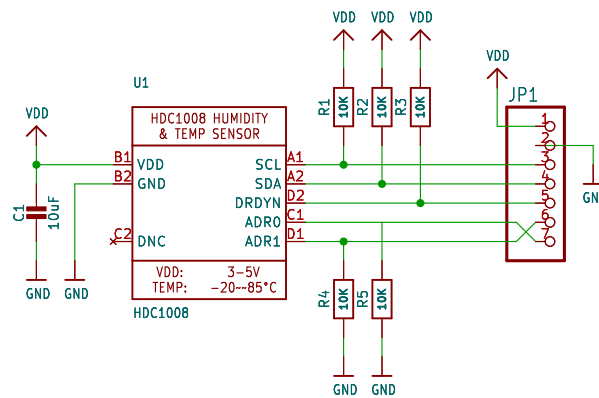 VDD VDD VDD
VDD
U1
JP1
HDC1008 HUMIDITY
& TEMP SENSOR
R1 10K R2 10K R3 10K
VDD
1
2
3
4
5
6
7
B1 VDD
B2 GND
C2 DNC
SCL A1
SDA A2
DRDYN D2
ADR0 C1
ADR1 D1
C1 10uF
GN
VDD: 3-5V
TEMP: -20~~85°C
GND GND
HDC1008
R4 10K R5 10K
GND GND